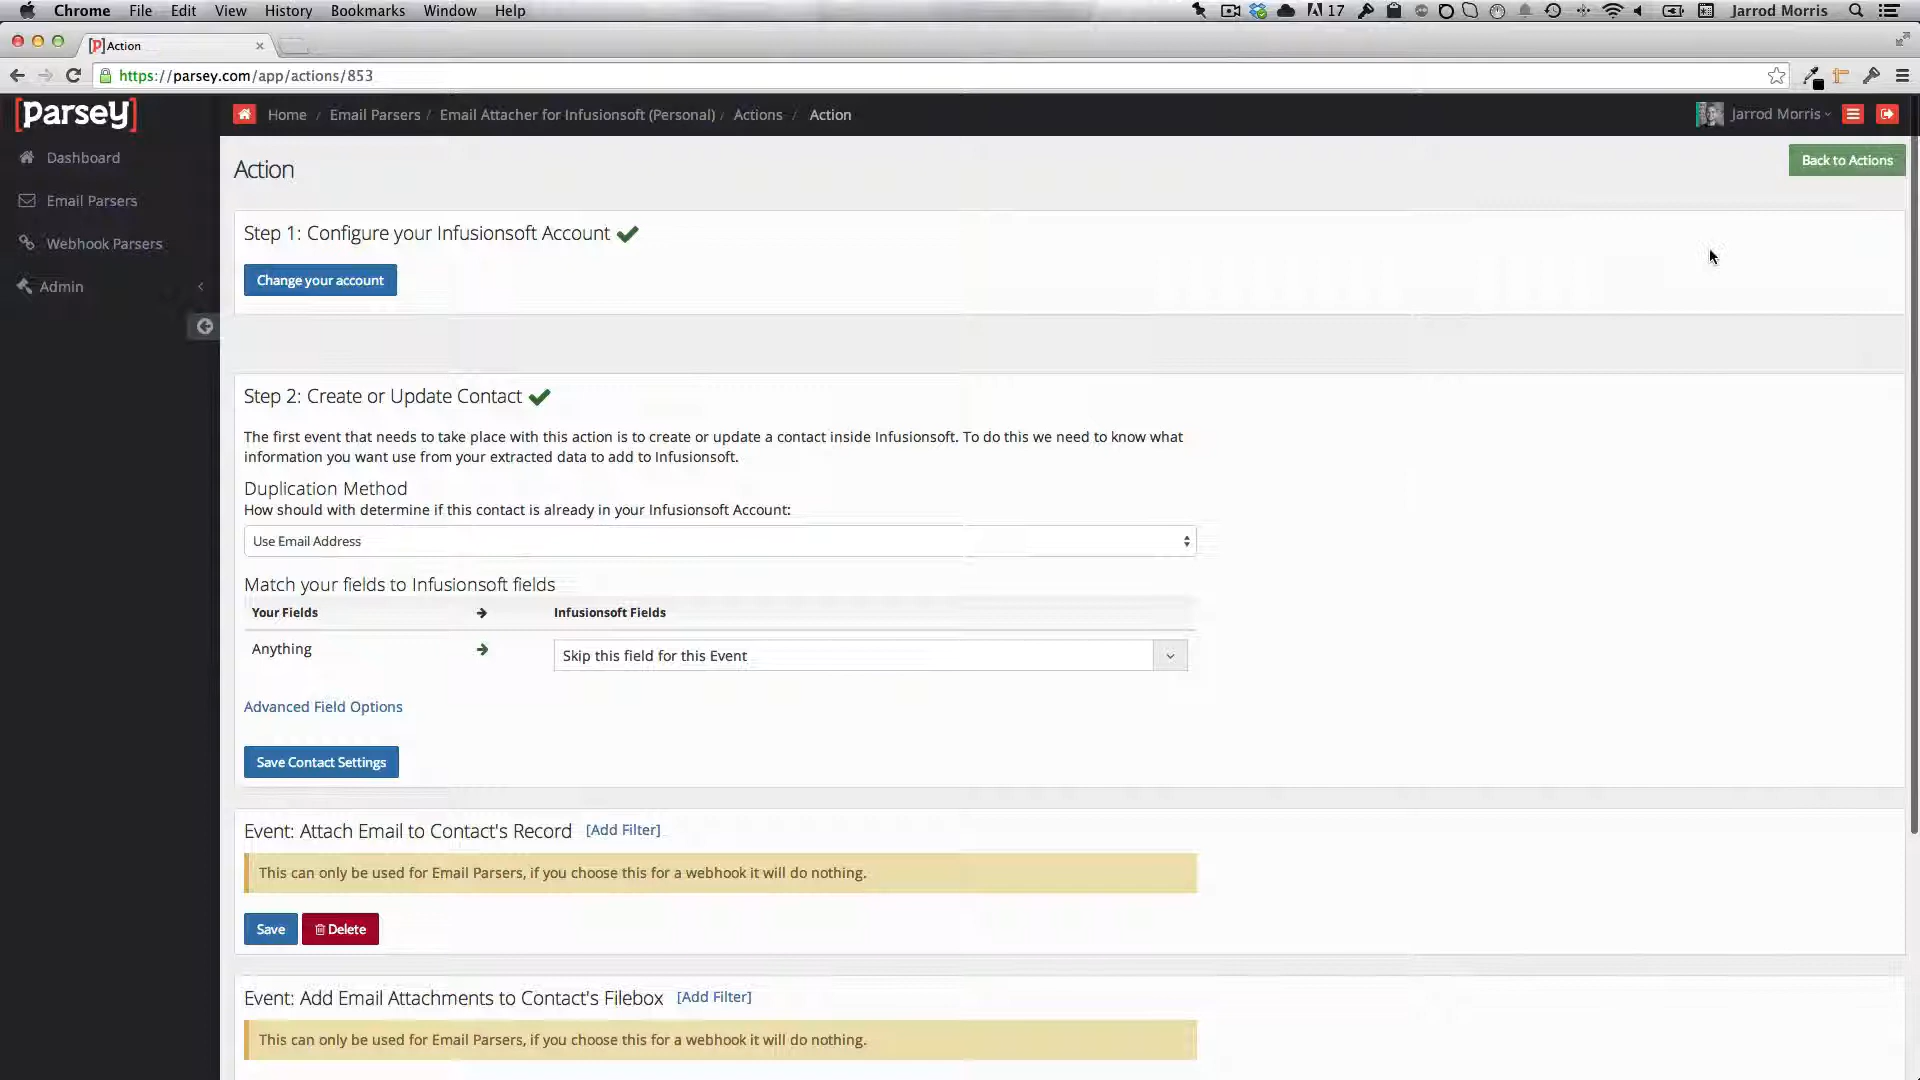 Chrome File Edit View History Bookmarks Window Help 17 Jarrod Morris
[p] Action
https://parsey.com/app/actions/853
[parsey] Home / Email Parsers / Email Attacher for Infusionsoft (Personal) / Actions / Action Jarrod Morris
Dashboard
Email Parsers
Webhook Parsers
Admin
Action
Back to Actions
Step 1: Configure your Infusionsoft Account
Change your account
Step 2: Create or Update Contact
The first event that needs to take place with this action is to create or update a contact inside Infusionsoft. To do this we need to know what
information you want use from your extracted data to add to Infusionsoft.
Duplication Method
How should with determine if this contact is already in your Infusionsoft Account:
Use Email Address
Match your fields to Infusionsoft fields
Your Fields → Infusionsoft Fields
Anything → Skip this field for this Event
Advanced Field Options
Save Contact Settings
Event: Attach Email to Contact's Record [Add Filter]
This can only be used for Email Parsers, if you choose this for a webhook it will do nothing.
Save Delete
Event: Add Email Attachments to Contact's Filebox [Add Filter]
This can only be used for Email Parsers, if you choose this for a webhook it will do nothing.